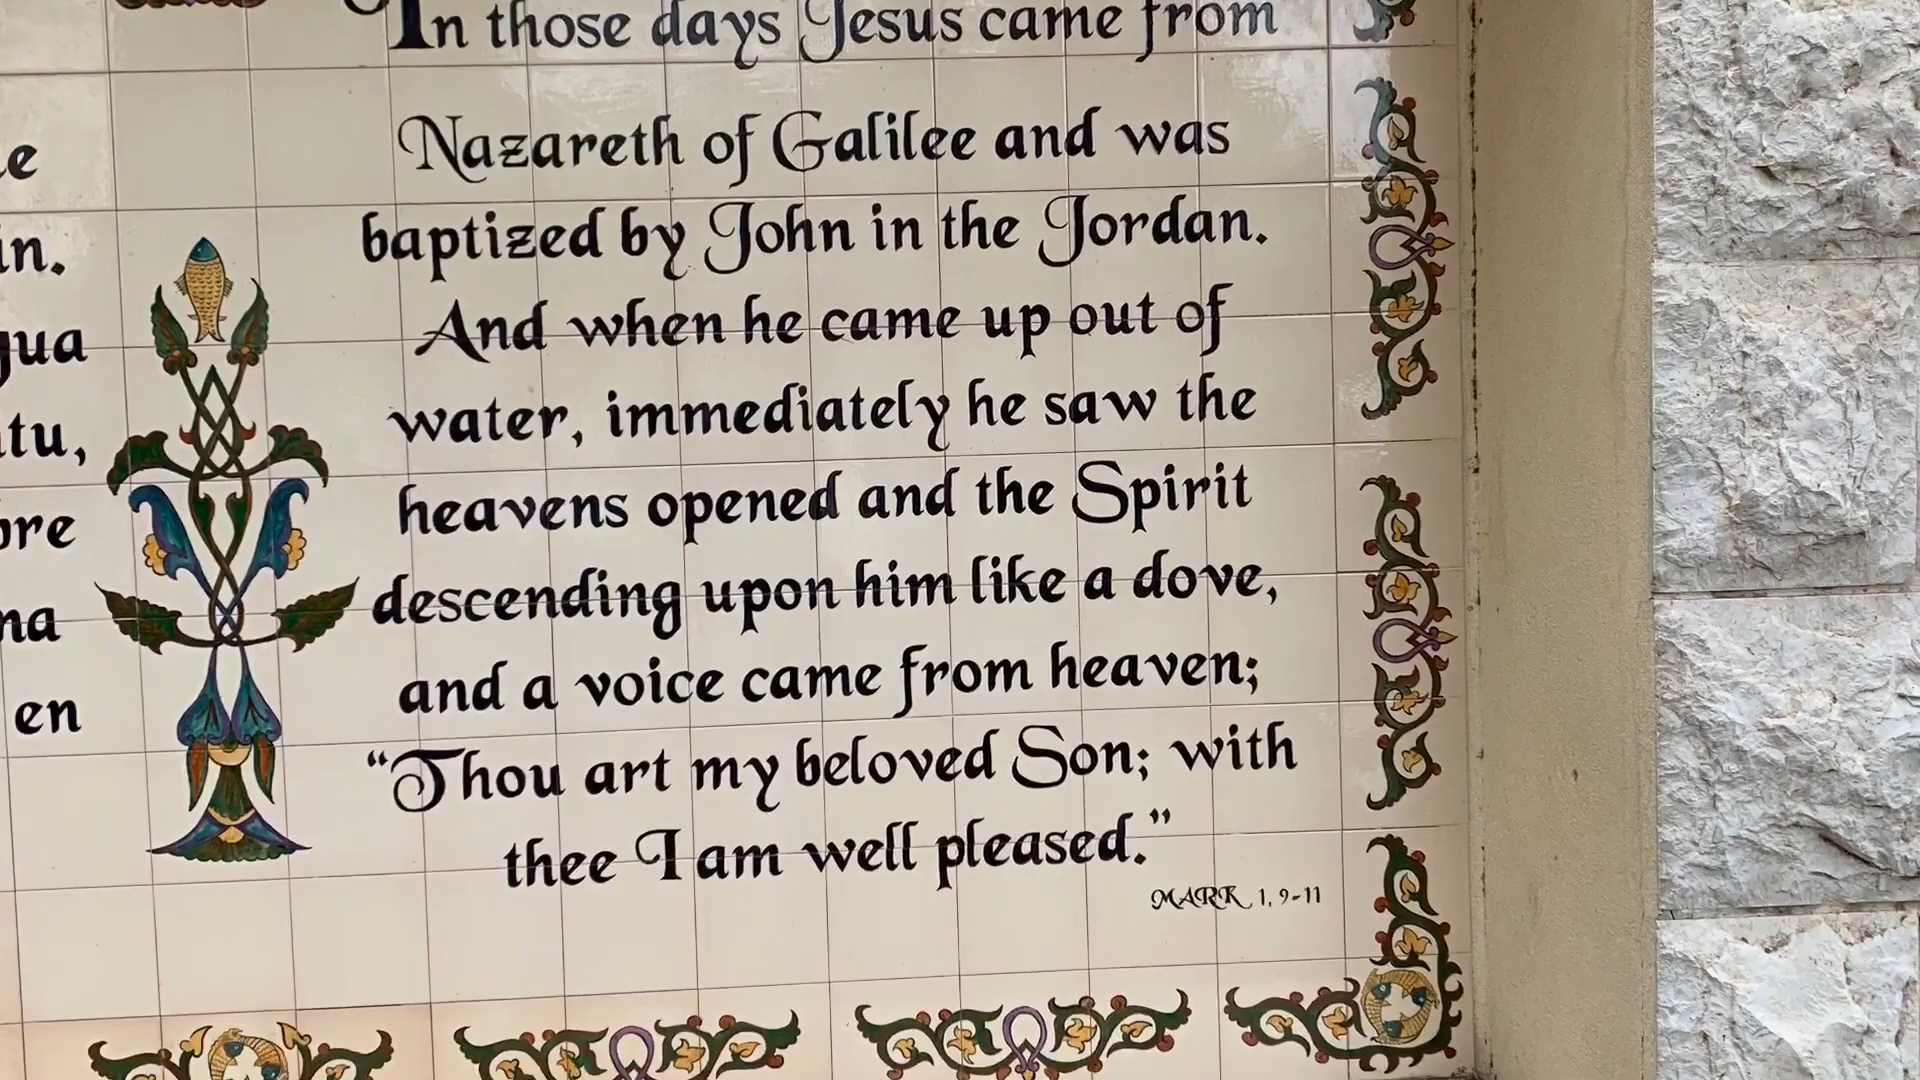 In those days Jesus came from
Nazareth of Galilee and was
baptized by John in the Jordan.
And when he came up out of
water, immediately he saw the
heavens opened and the Spirit
descending upon him like a dove,
and a voice came from heaven;
“Thou art my beloved Son; with
thee I am well pleased.”
MARK 1, 9-11
in.
tu,
en